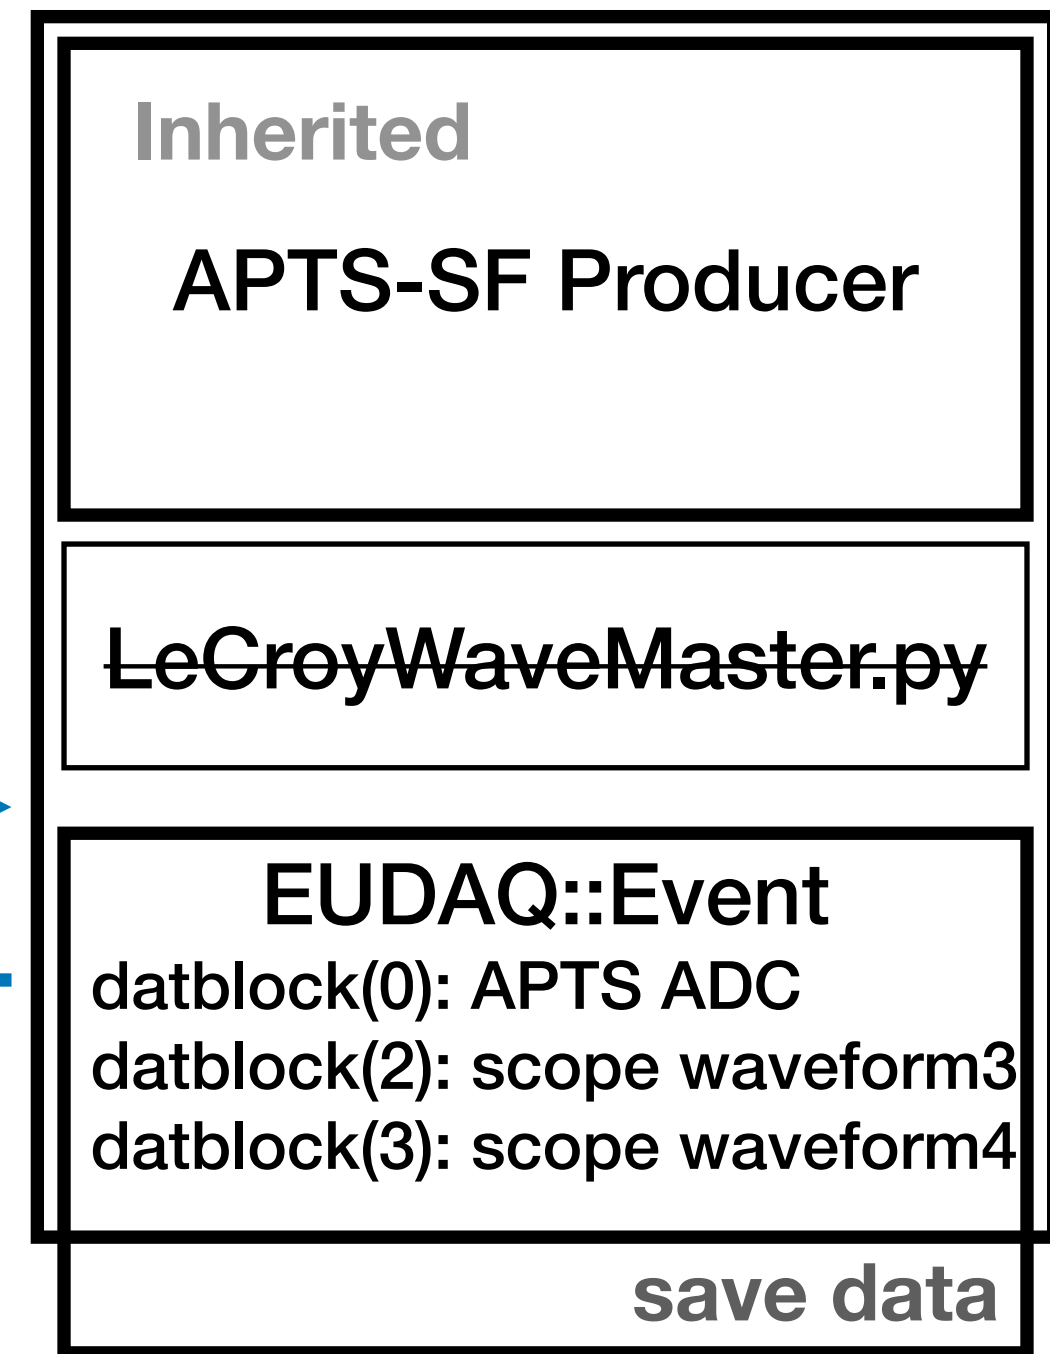 Inherited
APTS-SF Producer
LeCroyWaveMaster.py
EUDAQ::Event
datblock(0): APTS ADC
datblock(2): scope waveform3
datblock(3): scope waveform4
save data